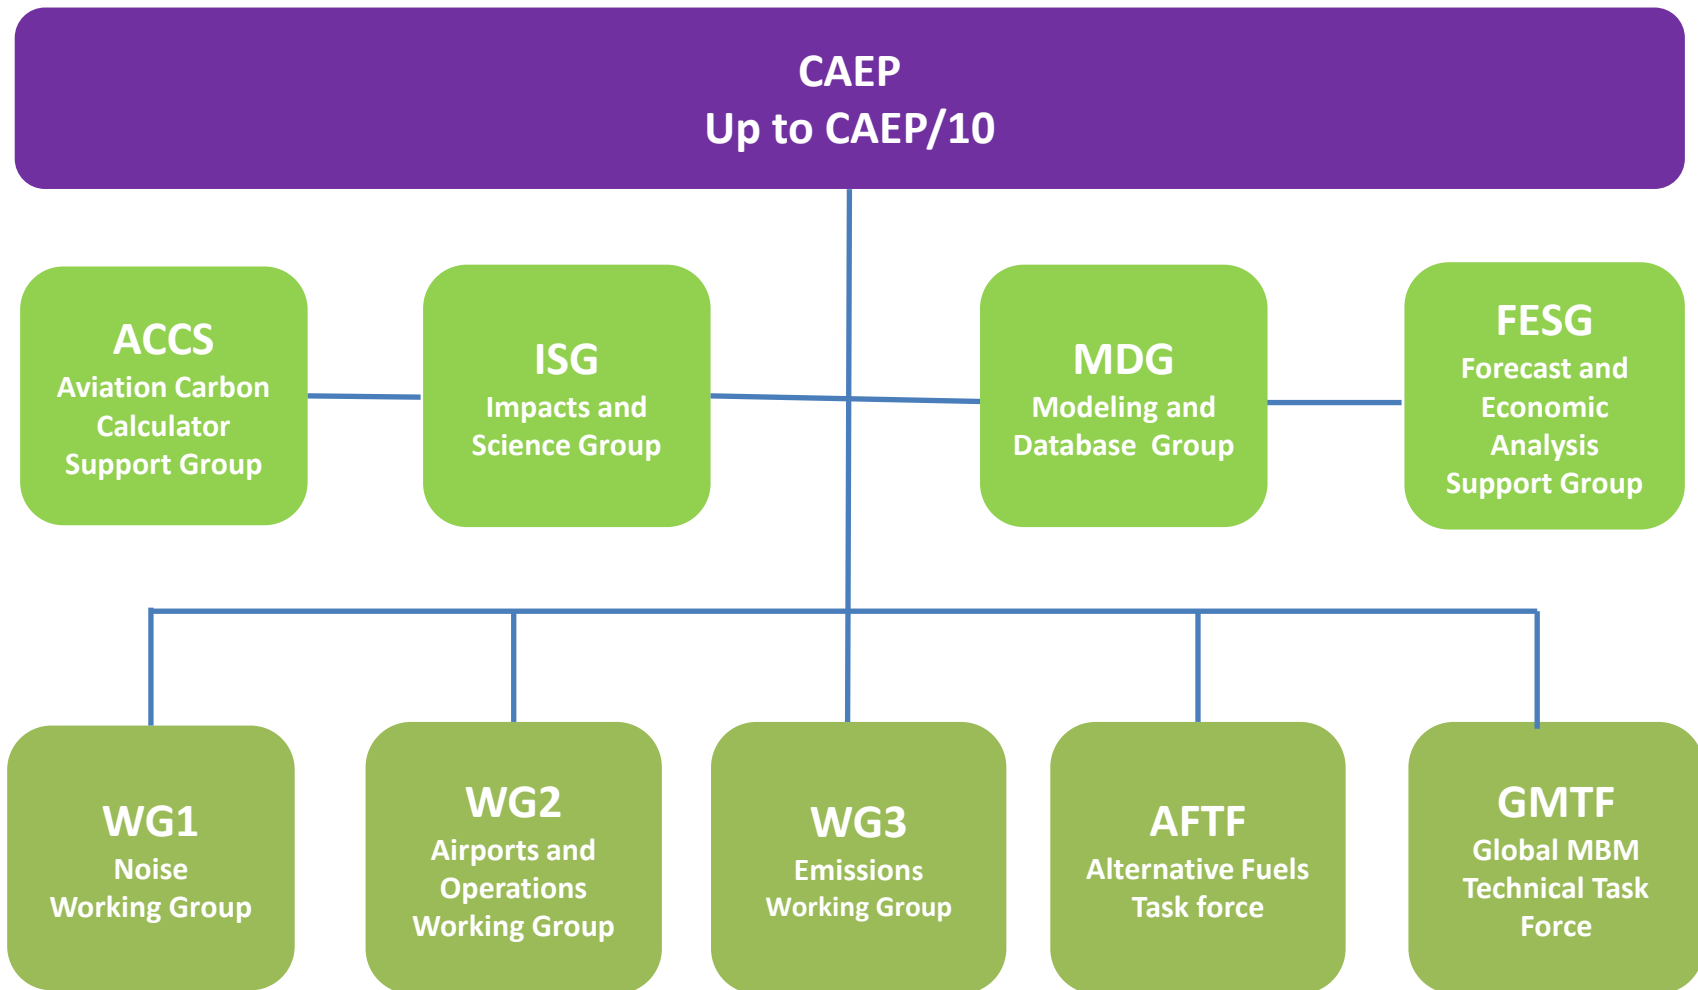 CAEP
Up to CAEP/10
ACCS
Aviation Carbon
Calculator
Support Group
ISG
Impacts and
Science Group
MDG
Modeling and
Database  Group
FESG
Forecast and
Economic
Analysis
Support Group
WG1
Noise
Working Group
WG2
Airports and
Operations
Working Group
WG3
Emissions
Working Group
AFTF
Alternative Fuels
Task force
GMTF
Global MBM
Technical Task
Force